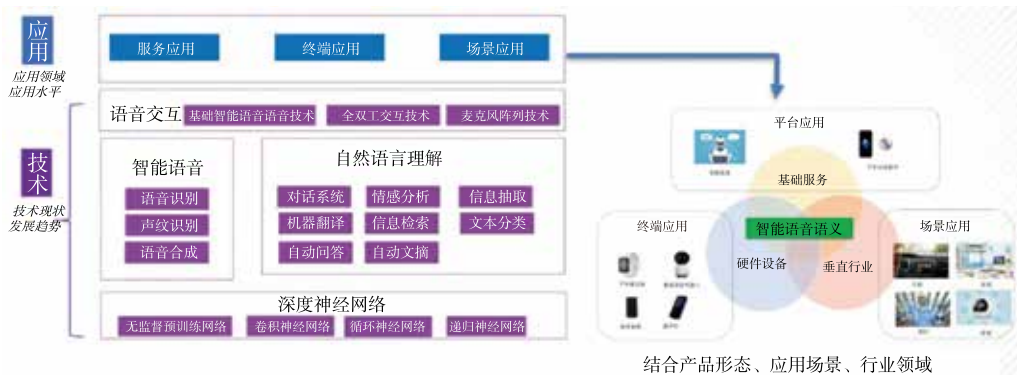 应用
应用领域
应用水平
服务应用
终端应用
场景应用
语音交互
基础智能语音语音技术
全双工交互技术
麦克风阵列技术
技术
技术现状
发展趋势
智能语音
语音识别
声纹识别
语音合成
自然语言理解
对话系统
情感分析
信息抽取
机器翻译
信息检索
文本分类
自动问答
自动文摘
深度神经网络
无监督预训练网络
卷积神经网络
循环神经网络
递归神经网络
平台应用
基础服务
智能语音语义
终端应用
硬件设备
垂直行业
场景应用
结合产品形态、应用场景、行业领域